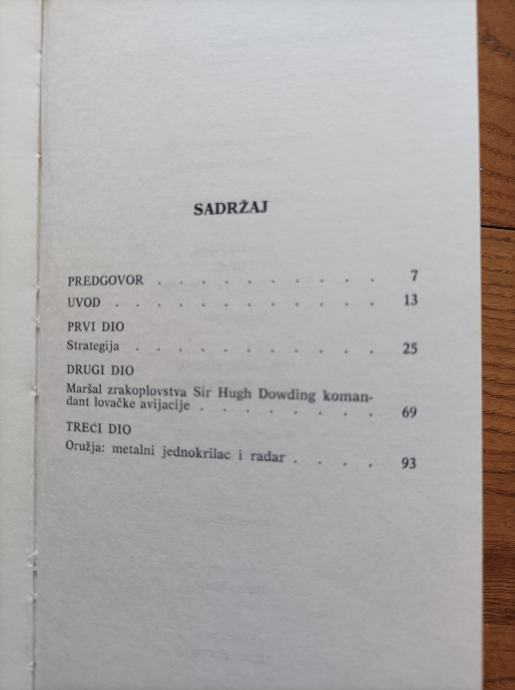 SADRŽAJ
PREDGOVOR . . . . . . . . . . 7
UVOD . . . . . . . . . . . . . 13
PRVI DIO
Strategija . . . . . . . . . . . 25
DRUGI DIO
Maršal zrakoplovstva Sir Hugh Dowding koman-
dant lovačke avijacije . . . . . . . . 69
TREĆI DIO
Oružja: metalni jednokrilac i radar . . . . 93